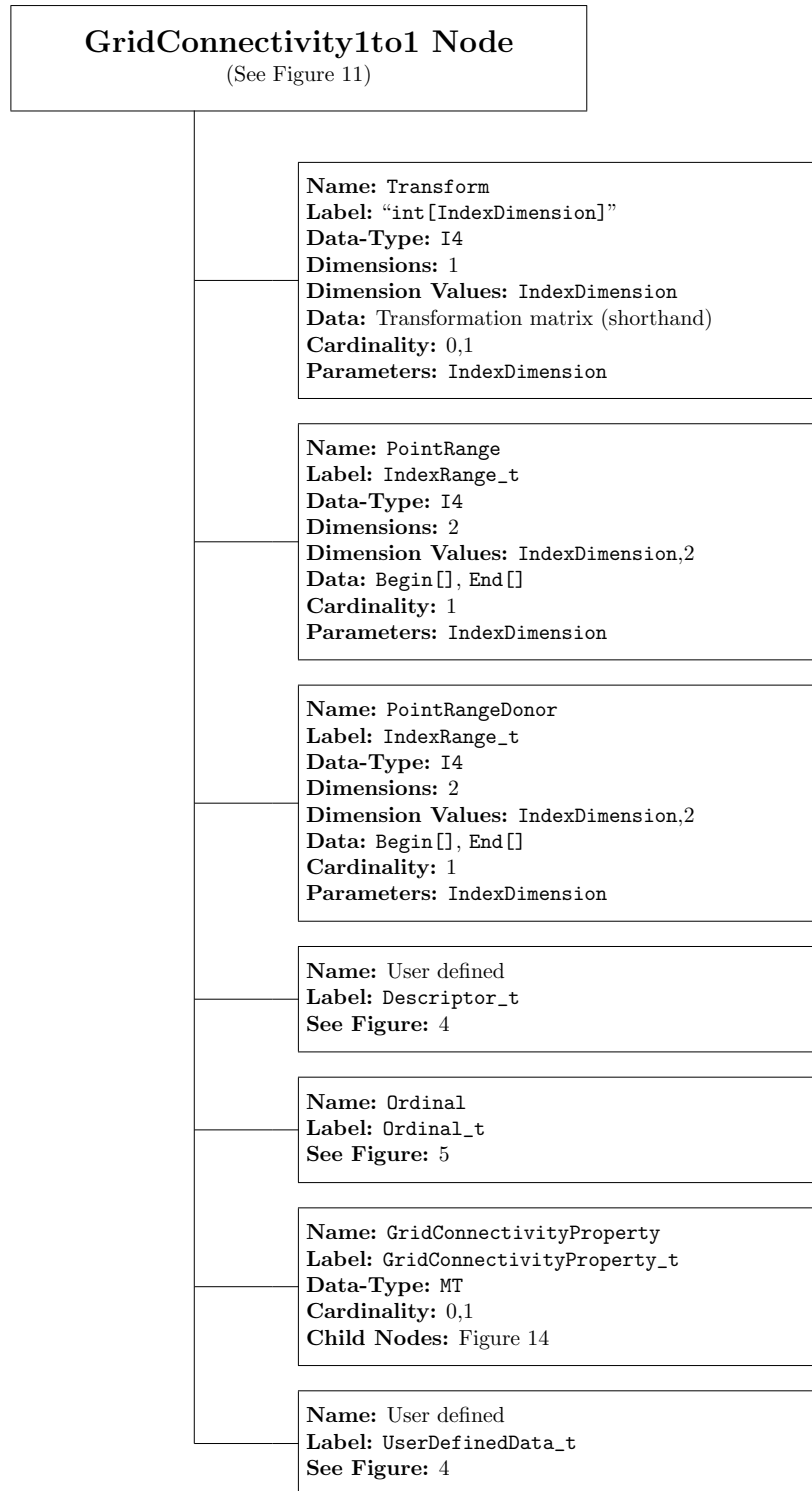 GridConnectivity1to1 Node
(See Figure 11)
Name: Transform
Label: “int[IndexDimension]”
Data-Type: I4
Dimensions: 1
Dimension Values: IndexDimension
Data: Transformation matrix (shorthand)
Cardinality: 0,1
Parameters: IndexDimension
Name: PointRange
Label: IndexRange_t
Data-Type: I4
Dimensions: 2
Dimension Values: IndexDimension,2
Data: Begin[], End[]
Cardinality: 1
Parameters: IndexDimension
Name: PointRangeDonor
Label: IndexRange_t
Data-Type: I4
Dimensions: 2
Dimension Values: IndexDimension,2
Data: Begin[], End[]
Cardinality: 1
Parameters: IndexDimension
Name: User defined
Label: Descriptor_t
See Figure: 4
Name: Ordinal
Label: Ordinal_t
See Figure: 5
Name: GridConnectivityProperty
Label: GridConnectivityProperty_t
Data-Type: MT
Cardinality: 0,1
Child Nodes: Figure 14
Name: User defined
Label: UserDefinedData_t
See Figure: 4